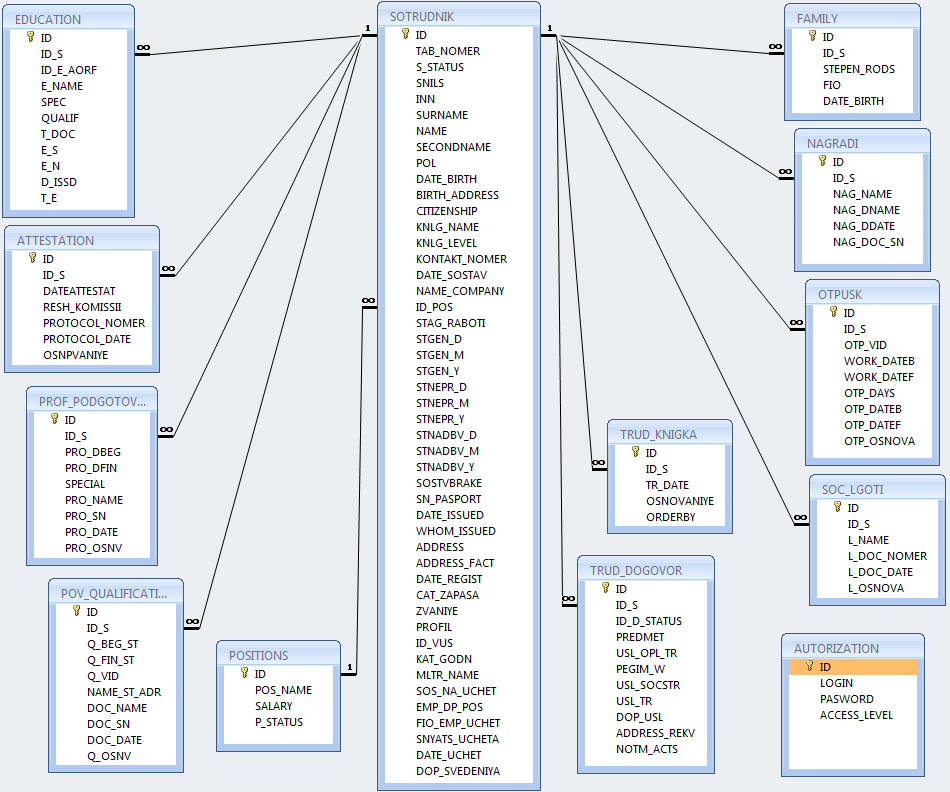 EDUCATION
ID
ID_S
ID_E_AORF
E_NAME
SPEC
QUALIF
T_DOC
E_S
E_N
D_ISSD
T_E
ATTESTATION
ID
ID_S
DATEATTESTAT
RESH_KOMISSII
PROTOCOL_NOMER
PROTOCOL_DATE
OSNPVANIYE
PROF_PODGOTOV...
ID
ID_S
PRO_DBEG
PRO_DFIN
SPECIAL
PRO_NAME
PRO_SN
PRO_DATE
PRO_OSNV
POV_QUALIFICATI...
ID
ID_S
Q_BEG_ST
Q_FIN_ST
Q_VID
NAME_ST_ADR
DOC_NAME
DOC_SN
DOC_DATE
Q_OSNV
POSITIONS
ID
POS_NAME
SALARY
P_STATUS
∞
∞
∞
∞
1
∞
1
SOTRUDNIK
ID
TAB_NOMER
S_STATUS
SNILS
INN
SURNAME
NAME
SECONDNAME
POL
DATE_BIRTH
BIRTH_ADDRESS
CITIZENSHIP
KNLG_NAME
KNLG_LEVEL
KONTAKT_NOMER
DATE_SOSTAV
NAME_COMPANY
ID_POS
STAG_RABOTI
STGEN_D
STGEN_M
STGEN_Y
STNEPR_D
STNEPR_M
STNEPR_Y
STNADBV_D
STNADBV_M
STNADBV_Y
SOSTVBRAKE
SN_PASPORT
DATE_ISSUED
WHOM_ISSUED
ADDRESS
ADDRESS_FACT
DATE_REGIST
CAT_ZAPASA
ZVANIYE
PROFIL
ID_VUS
KAT_GODN
MLTR_NAME
SOS_NA_UCHET
EMP_DP_POS
FIO_EMP_UCHET
SNYATS_UCHETA
DATE_UCHET
DOP_SVEDENIYA
1
∞
∞
∞
∞
∞
∞
TRUD_KNIGKA
ID
ID_S
TR_DATE
OSNOVANIYE
ORDERBY
TRUD_DOGOVOR
ID
ID_S
ID_D_STATUS
PREDMET
USL_OPL_TR
PEGIM_W
USL_SOCSTR
USL_TR
DOP_USL
ADDRESS_REKV
NOTM_ACTS
FAMILY
ID
ID_S
STEPEN_RODS
FIO
DATE_BIRTH
NAGRADI
ID
ID_S
NAG_NAME
NAG_DNAME
NAG_DDATE
NAG_DOC_SN
OTPUSK
ID
ID_S
OTP_VID
WORK_DATEB
WORK_DATEF
OTP_DAYS
OTP_DATEB
OTP_DATEF
OTP_OSNOVA
SOC_LGOTI
ID
ID_S
L_NAME
L_DOC_NOMER
L_DOC_DATE
L_OSNOVA
AUTORIZATION
ID
LOGIN
PASWORD
ACCESS_LEVEL